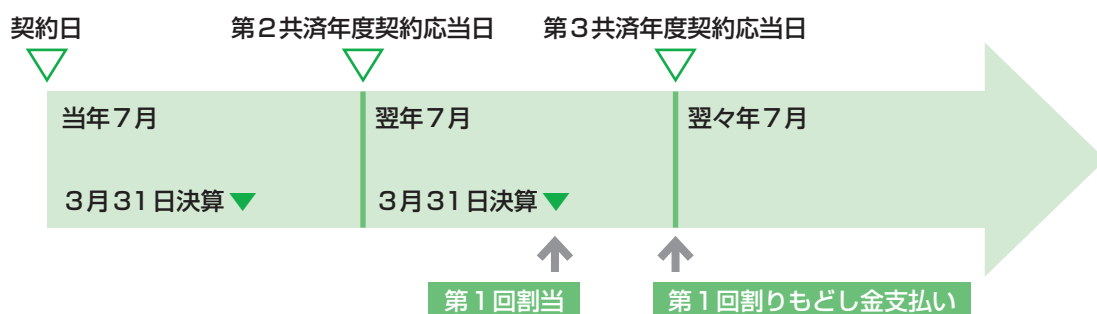 契約日 第2共済年度契約応当日 第3共済年度契約応当日
当年7月 翌年7月 翌々年7月
3月31日決算 3月31日決算
第1回割当 第1回割りもどし金支払い